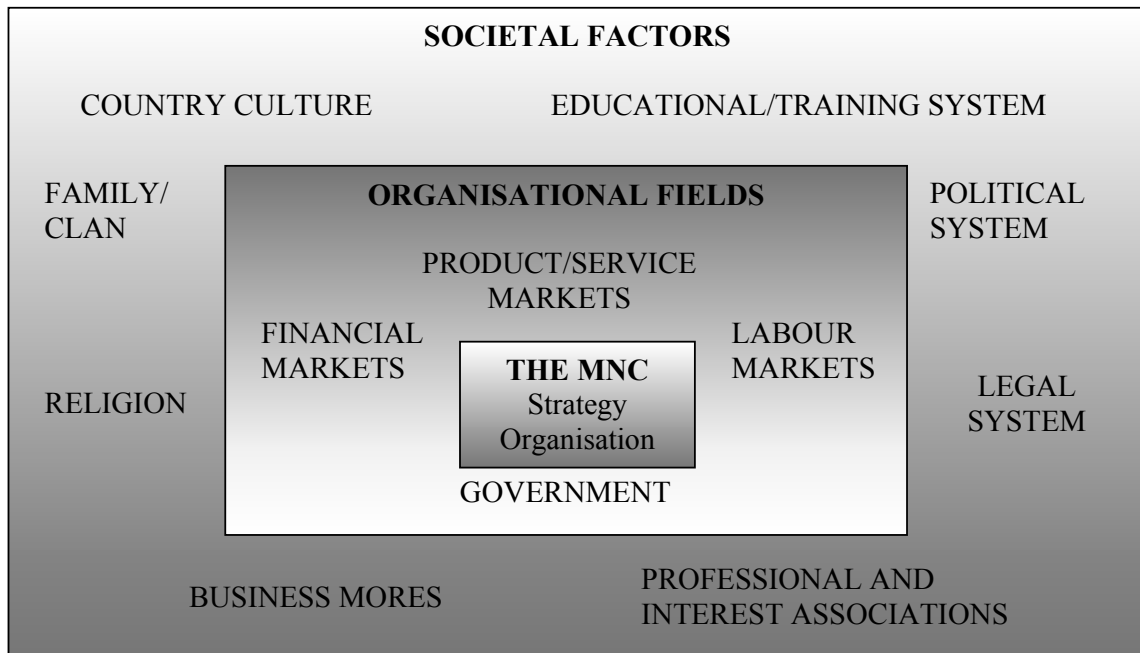 SOCIETAL FACTORS
COUNTRY CULTURE
EDUCATIONAL/TRAINING SYSTEM
FAMILY/
CLAN
ORGANISATIONAL FIELDS
POLITICAL
SYSTEM
PRODUCT/SERVICE
MARKETS
FINANCIAL
MARKETS
LABOUR
MARKETS
THE MNC
Strategy
Organisation
RELIGION
LEGAL
SYSTEM
GOVERNMENT
BUSINESS MORES
PROFESSIONAL AND
INTEREST ASSOCIATIONS